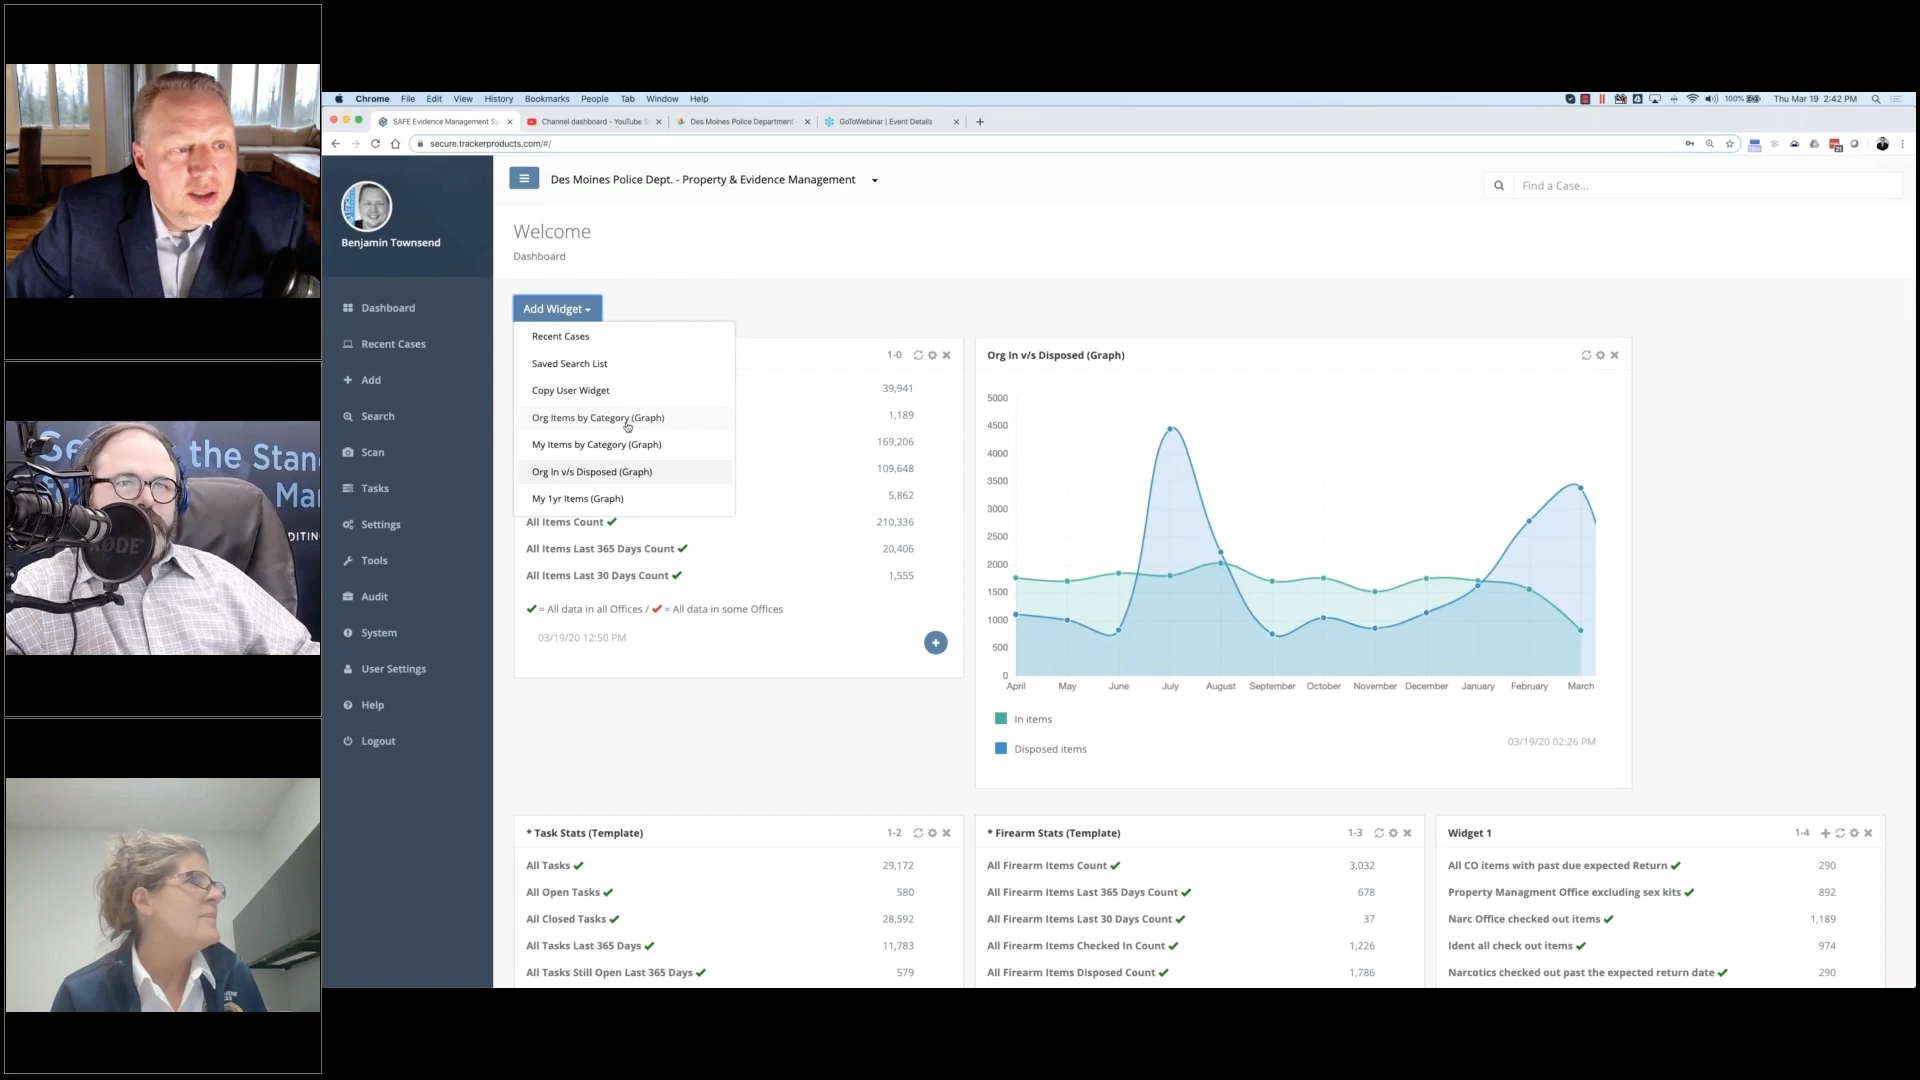 Chrome File Edit View History Bookmarks People Tab Window Help 100% Thu Mar 19 2:42 PM
SAFE Evidence Management Sy Channel dashboard - YouTube S Des Moines Police Department GoToWebinar | Event Details
secure.trackerproducts.com/#/
Benjamin Townsend
Dashboard
Recent Cases
Add
Search
Scan
Tasks
Settings
Tools
Audit
System
User Settings
Help
Logout
Des Moines Police Dept. - Property & Evidence Management
Find a Case...
Welcome
Dashboard
Add Widget
Recent Cases
Saved Search List
Copy User Widget
Org Items by Category (Graph)
My Items by Category (Graph)
Org In v/s Disposed (Graph)
My 1yr Items (Graph)
1-0
39,941
1,189
169,206
109,648
5,862
All Items Count 210,336
All Items Last 365 Days Count 20,406
All Items Last 30 Days Count 1,555
= All data in all Offices / = All data in some Offices
03/19/20 12:50 PM
Org In v/s Disposed (Graph)
5000
4500
4000
3500
3000
2500
2000
1500
1000
500
0
April May June July August September October November December January February March
In items
Disposed items
03/19/20 02:26 PM
* Task Stats (Template) 1-2
All Tasks 29,172
All Open Tasks 580
All Closed Tasks 28,592
All Tasks Last 365 Days 11,783
All Tasks Still Open Last 365 Days 579
* Firearm Stats (Template) 1-3
All Firearm Items Count 3,032
All Firearm Items Last 365 Days Count 678
All Firearm Items Last 30 Days Count 37
All Firearm Items Checked In Count 1,226
All Firearm Items Disposed Count 1,786
Widget 1 1-4
All CO items with past due expected Return 290
Property Managment Office excluding sex kits 892
Narc Office checked out items 1,189
Ident all check out items 974
Narcotics checked out past the expected return date 290
Se the Stan
Ma
DITIN
RØDE